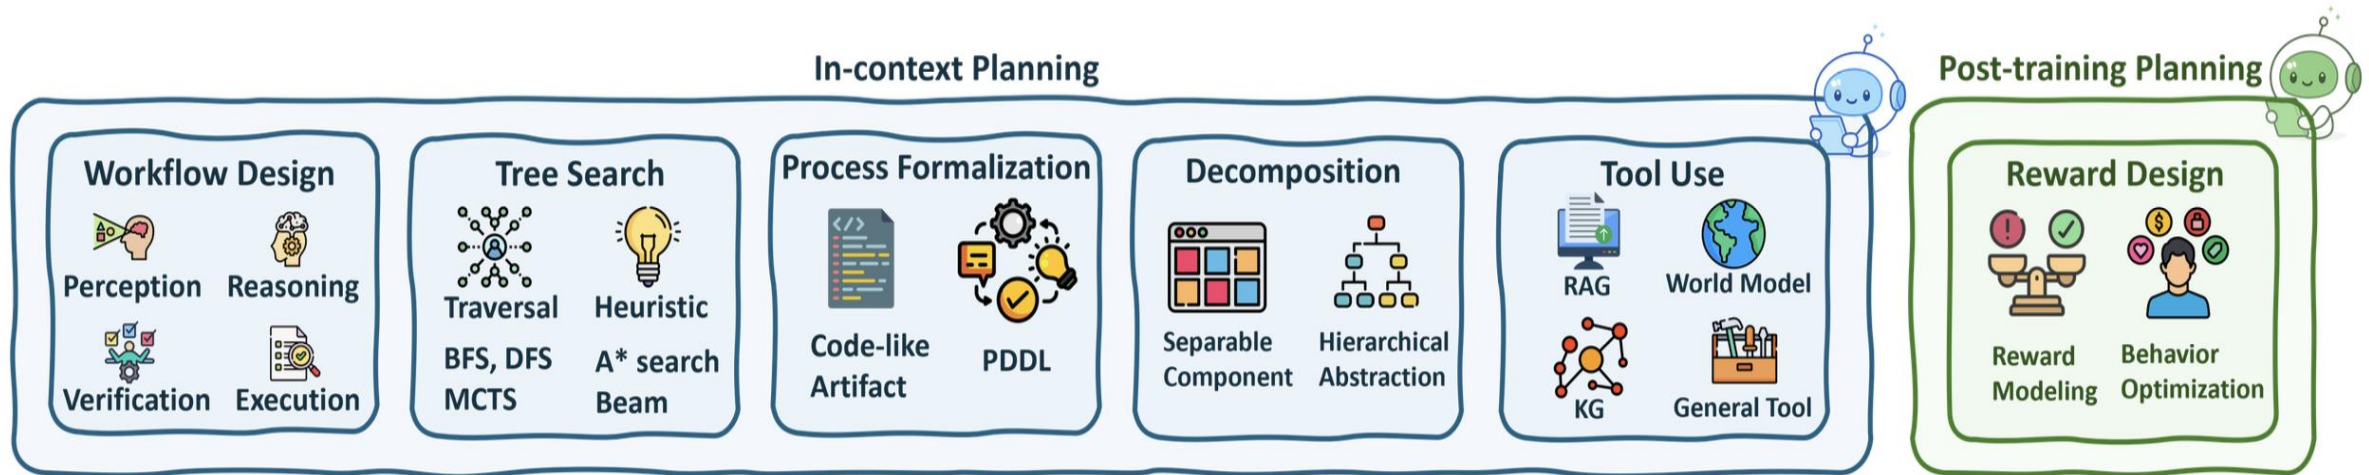 In-context Planning
Post-training Planning
Workflow Design
Perception
Reasoning
Verification
Execution
Tree Search
Traversal
BFS, DFS
MCTS
Heuristic
A* search
Beam
Process Formalization
</>
Code-like
Artifact
PDDL
Decomposition
Separable
Component
Hierarchical
Abstraction
Tool Use
RAG
World Model
KG
General Tool
Reward Design
Reward
Modeling
Behavior
Optimization